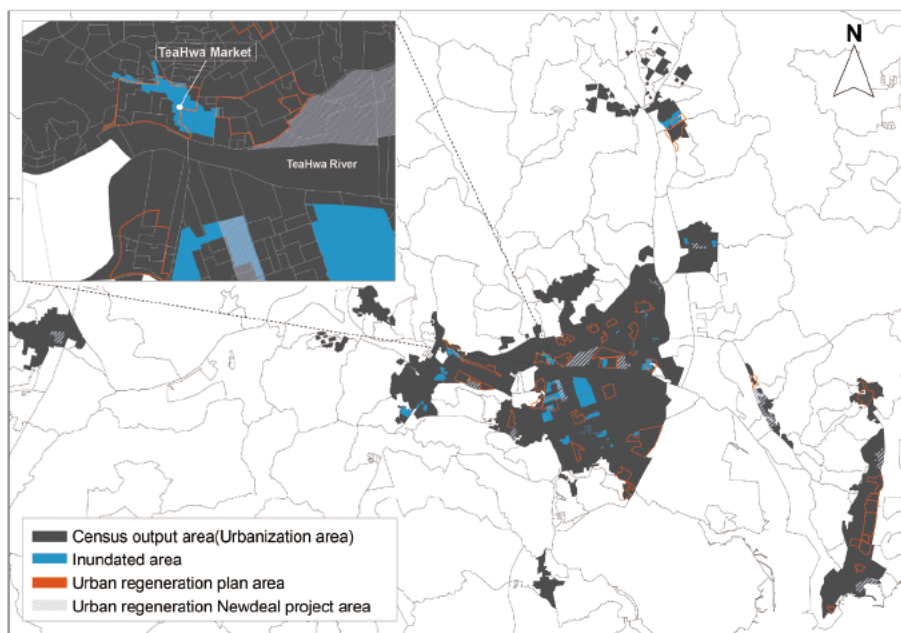 TeaHwa Market
N
TeaHwa River
Census output area(Urbanization area)
Inundated area
Urban regeneration plan area
Urban regeneration Newdeal project area